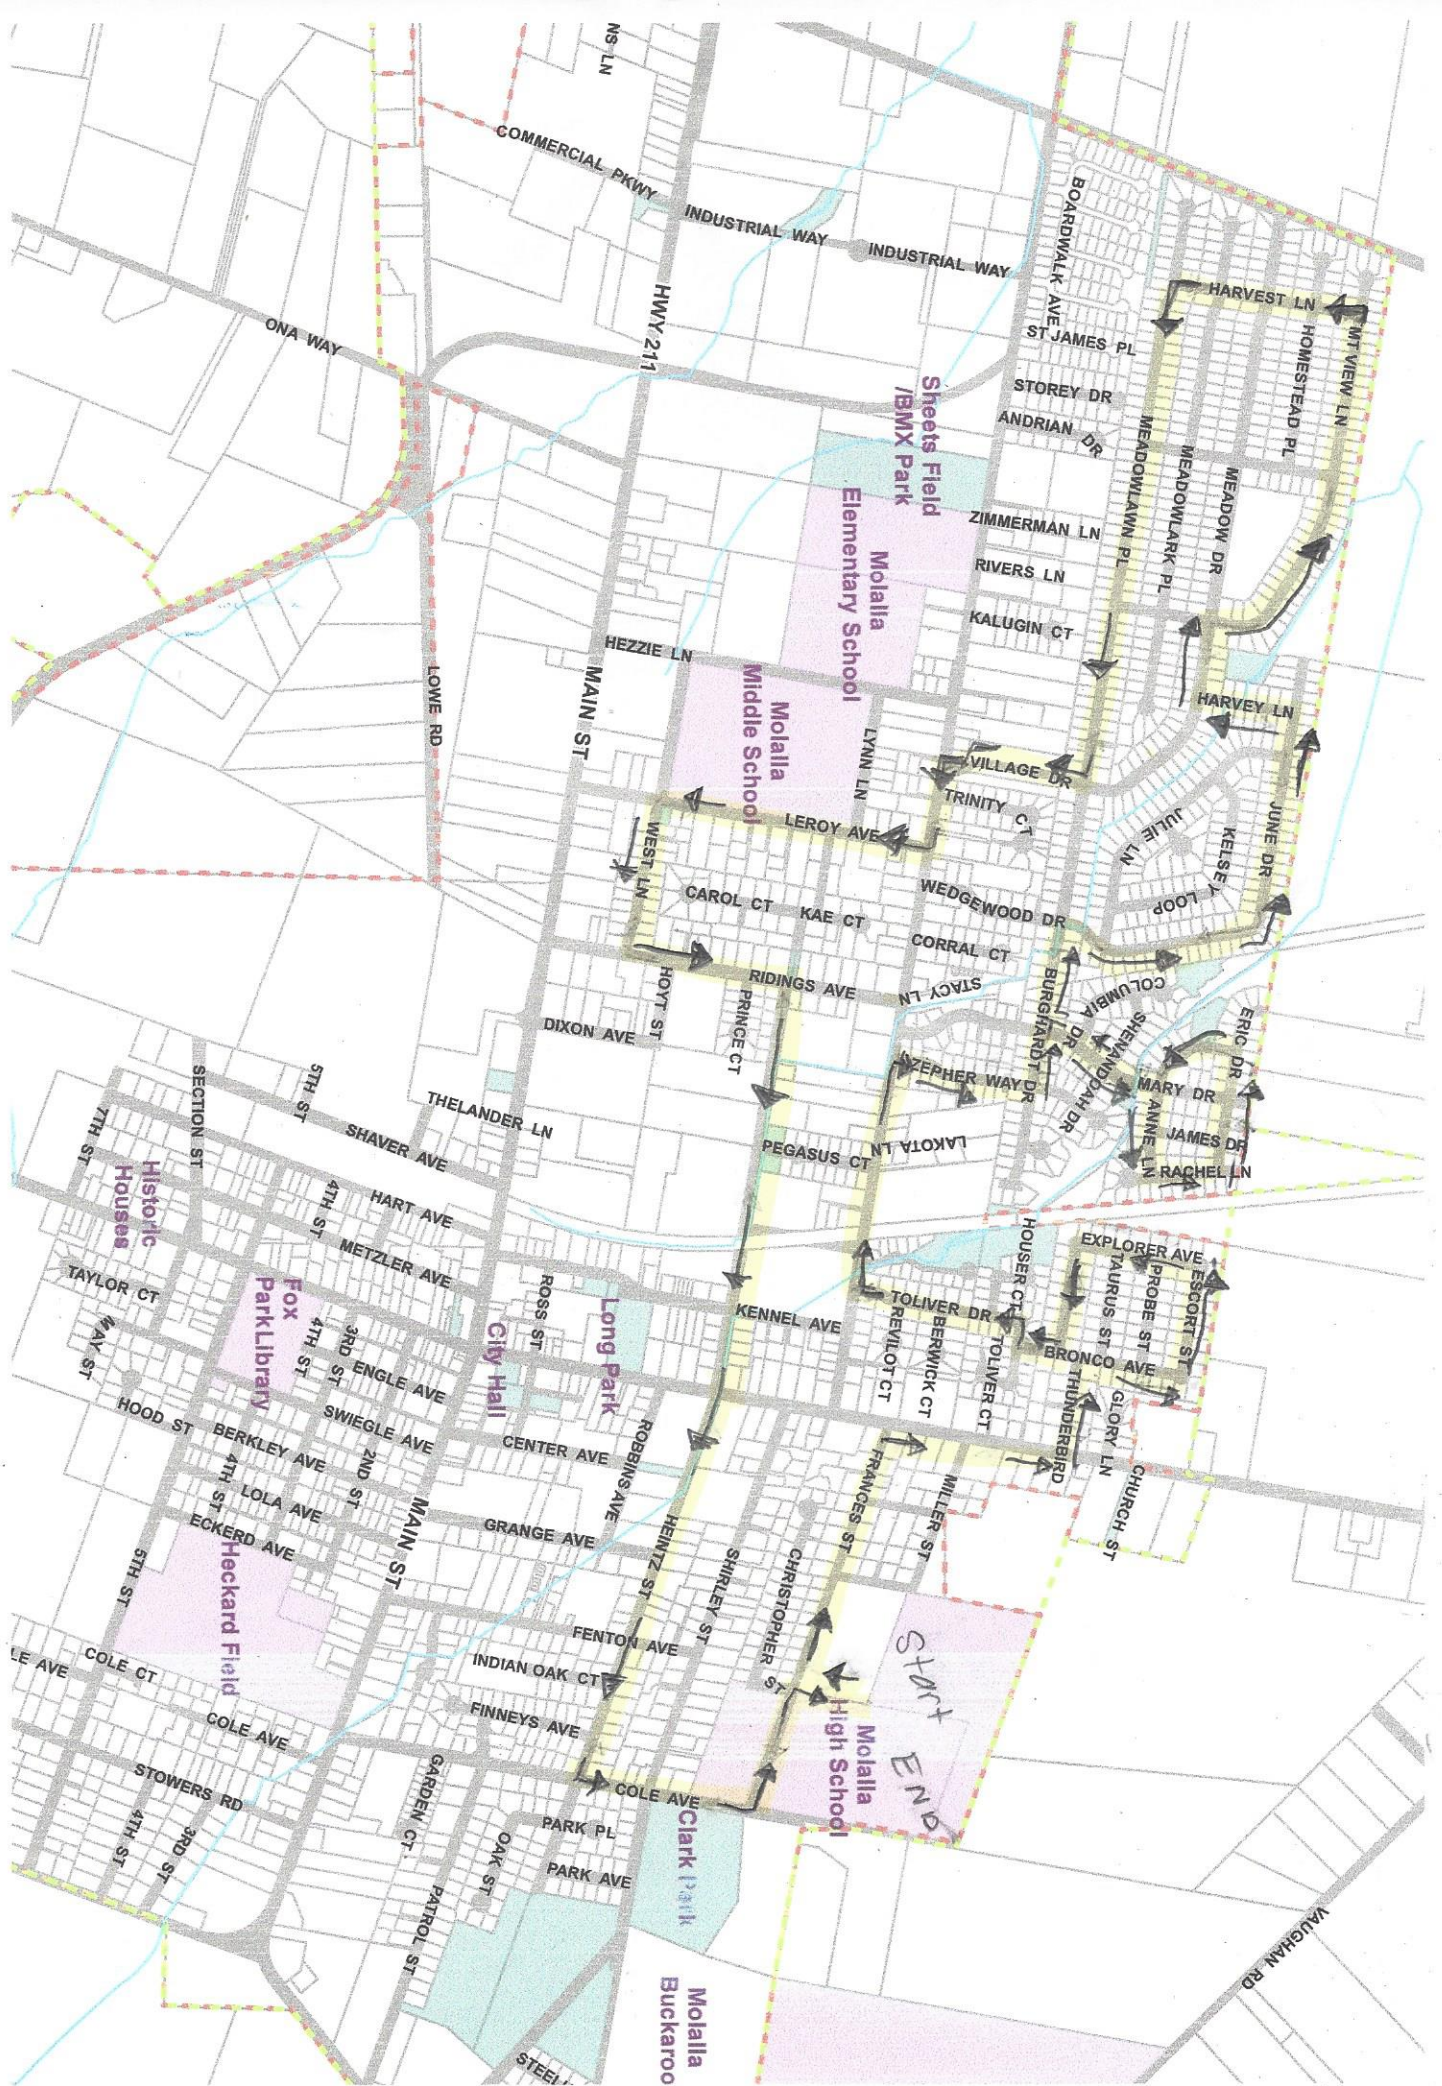 NS LN
COMMERCIAL PKWY
INDUSTRIAL WAY
INDUSTRIAL WAY
BOARDWALK AVE
HARVEST LN
MT VIEW LN
HOMESTEAD PL
ST JAMES PL
STOREY DR
ANDRIAN DR
MEADOWLAWN PL
MEADOWLARK PL
MEADOW DR
HWY 211
ONA WAY
Sheets Field
/BMX Park
ZIMMERMAN LN
RIVERS LN
KALUGIN CT
Molalla
Elementary School
HEZZIE LN
MAIN ST
LOWE RD
Molalla
Middle School
LYNN LN
HARVEY LN
VILLAGE DR
TRINITY CT
JULIE LN
KELSEY LOOP
JUNE DR
LEROY AVE
WEST LN
CAROL CT
KAE CT
WEDGEWOOD DR
CORRAL CT
STACY LN
RIDINGS AVE
HOYT ST
PRINCE CT
DIXON AVE
BURGHARDT DR
COLUMBIA DR
SHENANDOAH DR
ERIC DR
MARY DR
ANNE LN
JAMES DR
RACHEL LN
ZEPHER WAY
LAKOTA LN
PEGASUS CT
THELANDER LN
5TH ST
SECTION ST
SHAVER AVE
7TH ST
HART AVE
4TH ST
METZLER AVE
Historic
Houses
TAYLOR CT
MAY ST
Fox
Park Library
3RD ST
4TH ST
ENGLE AVE
SWIEGLE AVE
HOOD ST
BERKLEY AVE
4TH ST
2ND ST
LOLA AVE
ECKERD AVE
5TH ST
Heckard Field
MAIN ST
City Hall
ROSS ST
Long Park
KENNEL AVE
CENTER AVE
ROBBINS AVE
GRANGE AVE
HEINTZ ST
SHIRLEY ST
CHRISTOPHER ST
FRANCES ST
MILLER ST
EXPLORER AVE
ESCORT ST
PROBE ST
TAURUS ST
BRONCO AVE
THUNDERBIRD
GLORY LN
CHURCH ST
HOUSER CT
TOLIVER DR
TOLIVER CT
BERWICK CT
REVILOT CT
FENTON AVE
INDIAN OAK CT
FINNEYS AVE
COLE AVE
Start
END
Molalla
High School
LE AVE
COLE CT
COLE AVE
STOWERS RD
4TH ST
3RD ST
GARDEN CT
OAK ST
PATROL ST
PARK PL
PARK AVE
Clark Park
Molalla
Buckaroo
VAUGHAN RD